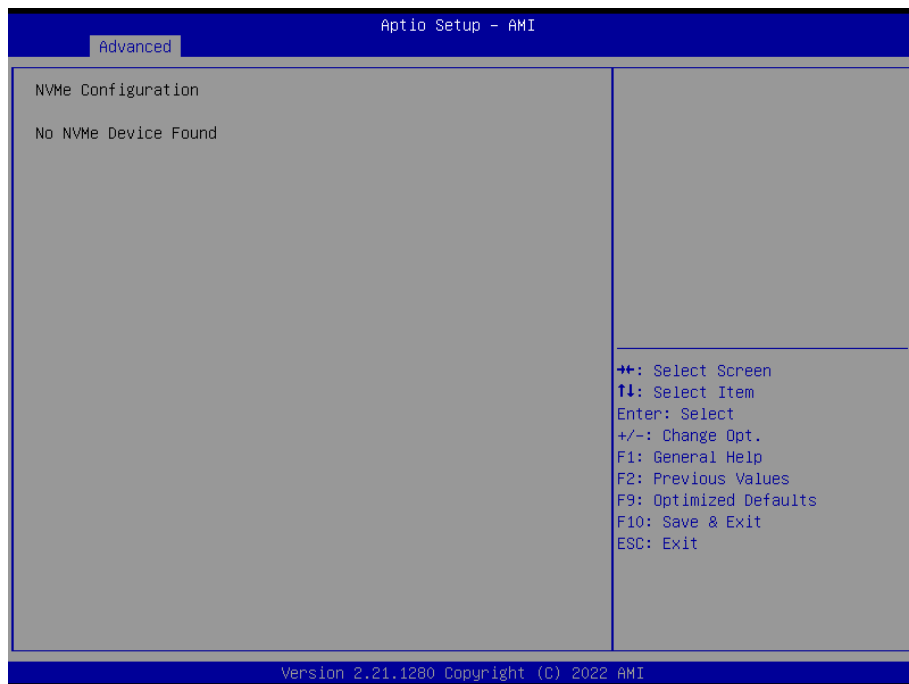 Aptio Setup – AMI
Advanced
NVMe Configuration
No NVMe Device Found
→←: Select Screen
↑↓: Select Item
Enter: Select
+/-: Change Opt.
F1: General Help
F2: Previous Values
F9: Optimized Defaults
F10: Save & Exit
ESC: Exit
Version 2.21.1280 Copyright (C) 2022 AMI